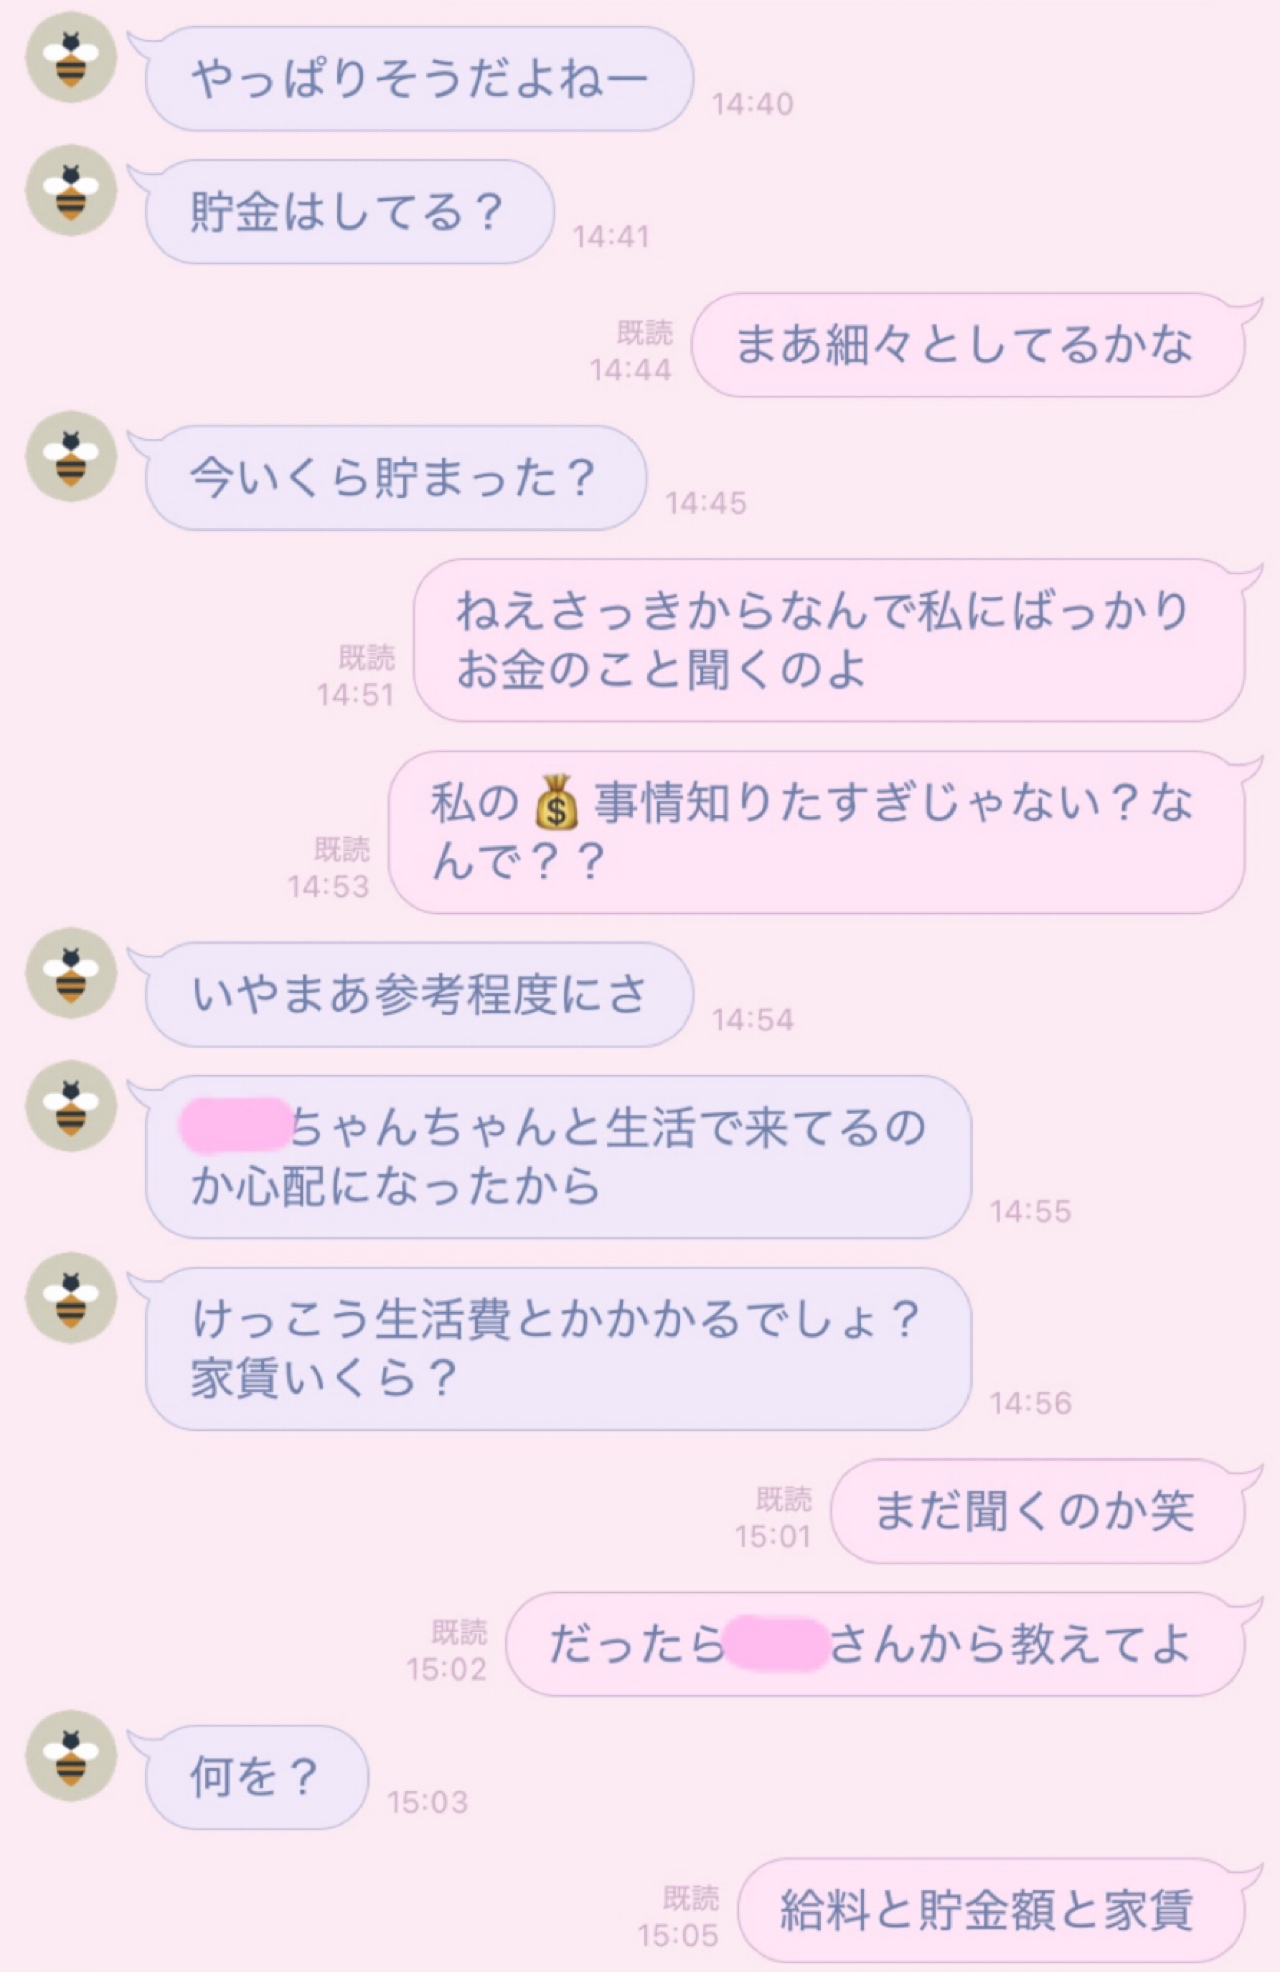 やっぱりそうだよねー
14:40
貯金はしてる？
14:41
既読
14:44
まあ細々としてるかな
今いくら貯まった？
14:45
ねえさっきからなんで私にばっかり
お金のこと聞くのよ
既読
14:51
私の💰事情知りたすぎじゃない？な
んで？？
既読
14:53
いやまあ参考程度にさ
14:54
ちゃんちゃんと生活で来てるの
か心配になったから
14:55
けっこう生活費とかかかるでしょ？
家賃いくら？
14:56
既読
15:01
まだ聞くのか笑
既読
15:02
だったら さんから教えてよ
何を？
15:03
既読
15:05
給料と貯金額と家賃